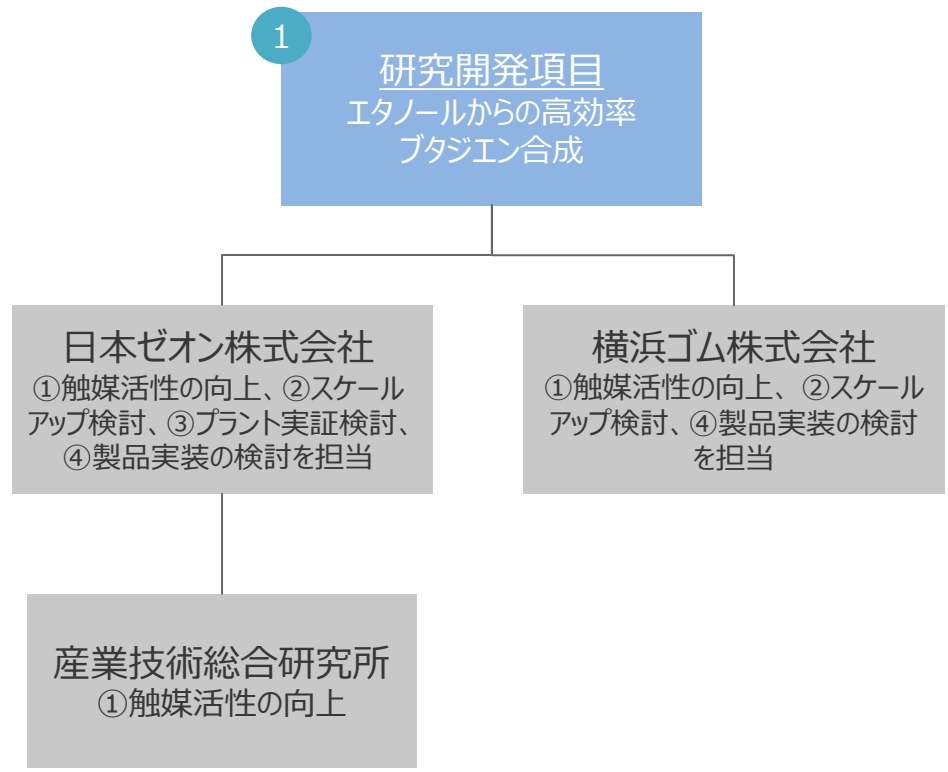 1
研究開発項目
エタノールからの高効率
ブタジエン合成
日本ゼオン株式会社
①触媒活性の向上、②スケール
アップ検討、③プラント実証検討、
④製品実装の検討を担当
横浜ゴム株式会社
①触媒活性の向上、 ②スケール
アップ検討、④製品実装の検討
を担当
産業技術総合研究所
①触媒活性の向上